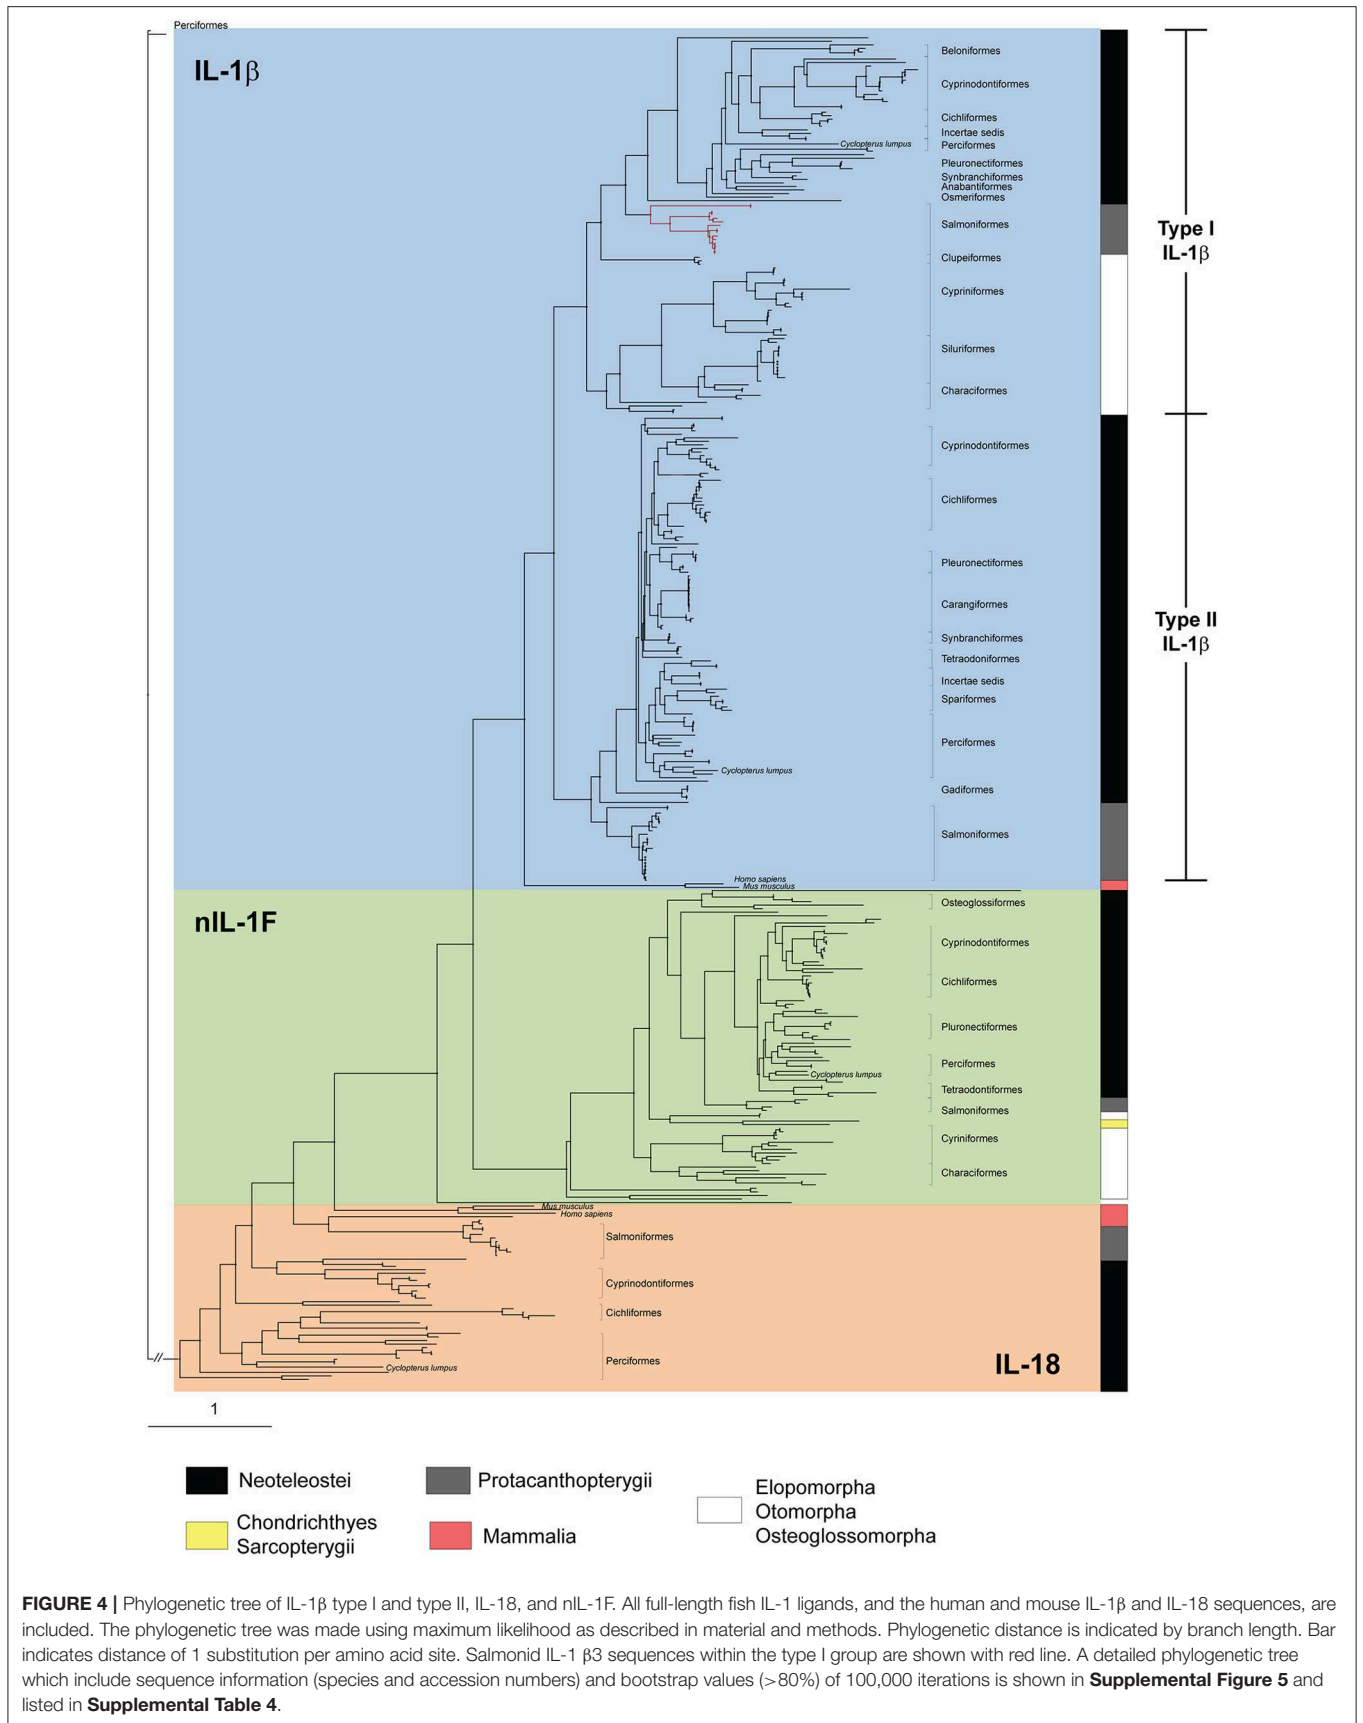 Perciformes
IL-1β
Beloniformes
Cyprinodontiformes
Cichliformes
Incertae sedis
Cyclopterus lumpus
Perciformes
Pleuronectiformes
Synbranchiformes
Anabantiformes
Osmeriformes
Salmoniformes
Type I
IL-1β
Clupeiformes
Cypriniformes
Siluriformes
Characiformes
Cyprinodontiformes
Cichliformes
Pleuronectiformes
Carangiformes
Type II
IL-1β
Synbranchiformes
Tetraodoniformes
Incertae sedis
Spariformes
Perciformes
Cyclopterus lumpus
Gadiformes
Salmoniformes
Homo sapiens
Mus musculus
nIL-1F
Osteoglossiformes
Cyprinodontiformes
Cichliformes
Pluronectiformes
Perciformes
Cyclopterus lumpus
Tetraodontiformes
Salmoniformes
Cyriniformes
Characiformes
Mus musculus
Homo sapiens
Salmoniformes
Cyprinodontiformes
Cichliformes
Perciformes
Cyclopterus lumpus
IL-18
//
1
Neoteleostei
Protacanthopterygii
Elopomorpha
Otomorpha
Osteoglossomorpha
Chondrichthyes
Sarcopterygii
Mammalia
FIGURE 4 | Phylogenetic tree of IL-1β type I and type II, IL-18, and nIL-1F. All full-length fish IL-1 ligands, and the human and mouse IL-1β and IL-18 sequences, are
included. The phylogenetic tree was made using maximum likelihood as described in material and methods. Phylogenetic distance is indicated by branch length. Bar
indicates distance of 1 substitution per amino acid site. Salmonid IL-1 β3 sequences within the type I group are shown with red line. A detailed phylogenetic tree
which include sequence information (species and accession numbers) and bootstrap values (>80%) of 100,000 iterations is shown in Supplemental Figure 5 and
listed in Supplemental Table 4.